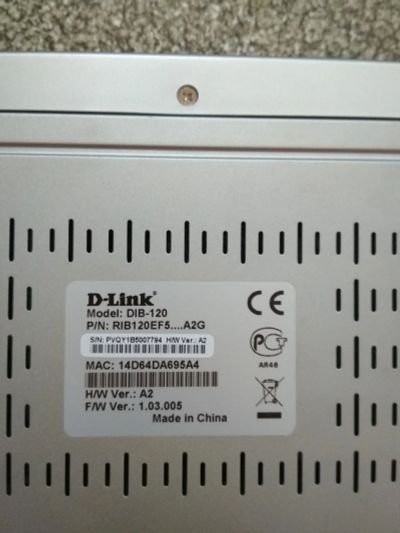 D-Link
Model: DIB-120
P/N: RIB120EF5....A2G
S/N: PVQY1B5007794 H/W Ver.: A2
MAC: 14D64DA695A4
H/W Ver.: A2
F/W Ver.: 1.03.005
Made in China
CE
AR46